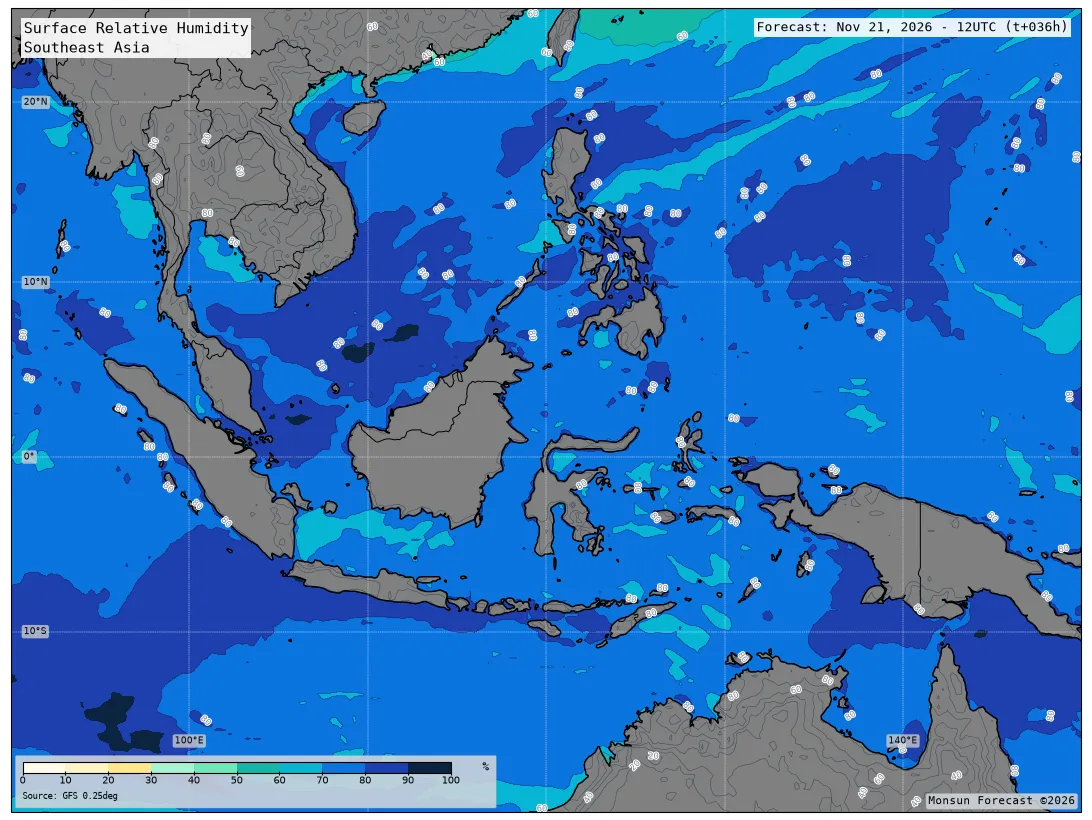 Surface Relative Humidity
Southeast Asia
Forecast: Nov 21, 2026 - 12UTC (t+036h)
20°N
10°N
0°
10°S
100°E
140°E
%
0 10 20 30 40 50 60 70 80 90 100
Source: GFS 0.25deg
Monsun Forecast ©2026